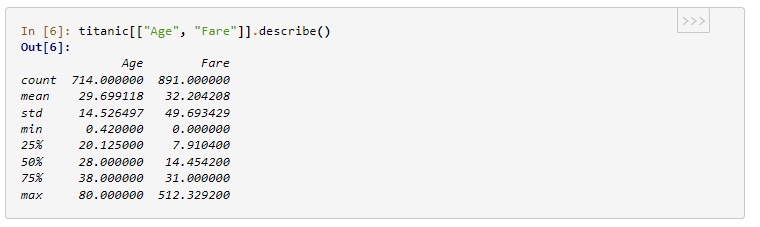 >>>
In [6]: titanic[["Age", "Fare"]].describe()
Out[6]:
Age Fare
count 714.000000 891.000000
mean 29.699118 32.204208
std 14.526497 49.693429
min 0.420000 0.000000
25% 20.125000 7.910400
50% 28.000000 14.454200
75% 38.000000 31.000000
max 80.000000 512.329200